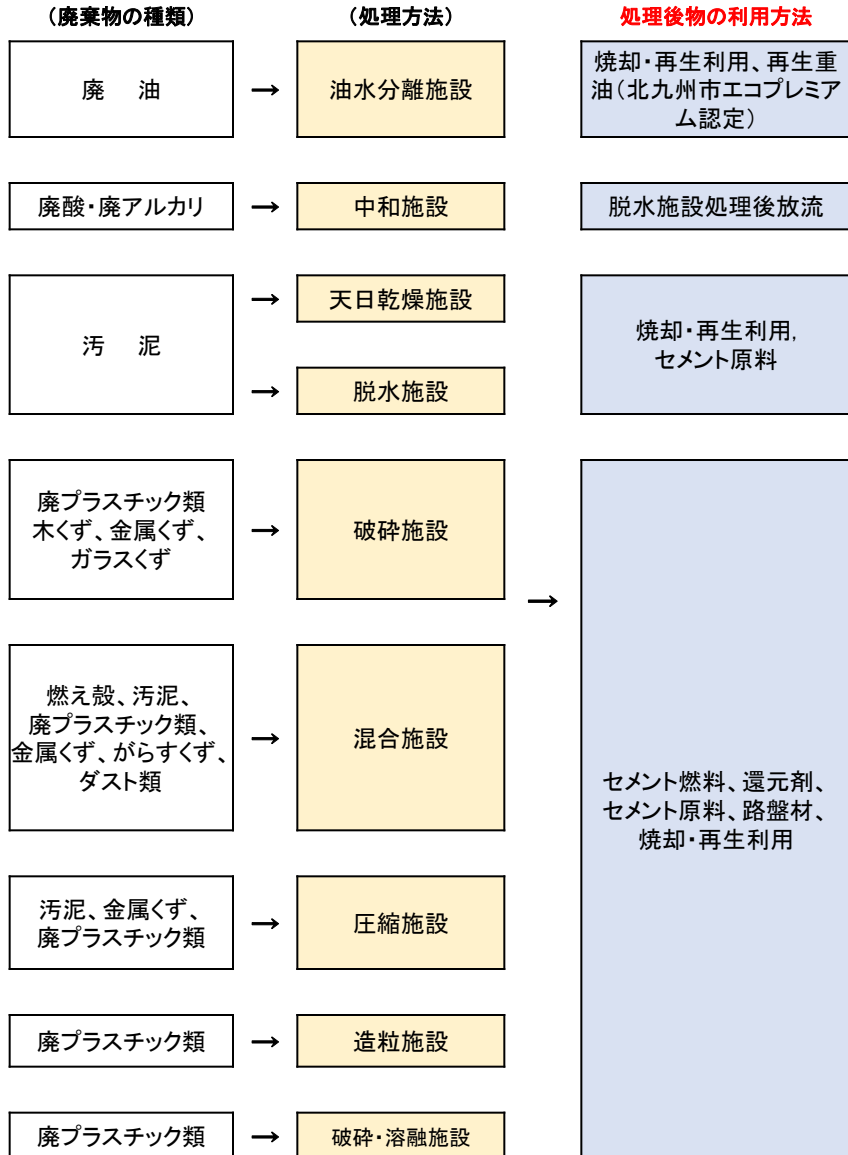 (廃棄物の種類)
(処理方法)
処理後物の利用方法
廃　油
→
油水分離施設
焼却・再生利用、再生重
油(北九州市エコプレミア
ム認定)
廃酸・廃アルカリ
→
中和施設
脱水施設処理後放流
汚　泥
→
天日乾燥施設
→
脱水施設
焼却・再生利用,
セメント原料
廃プラスチック類
木くず、金属くず、
ガラスくず
→
破砕施設
→
燃え殻、汚泥、
廃プラスチック類、
金属くず、がらすくず、
ダスト類
→
混合施設
セメント燃料、還元剤、
セメント原料、路盤材、
焼却・再生利用
汚泥、金属くず、
廃プラスチック類
→
圧縮施設
廃プラスチック類
→
造粒施設
廃プラスチック類
→
破砕・溶融施設